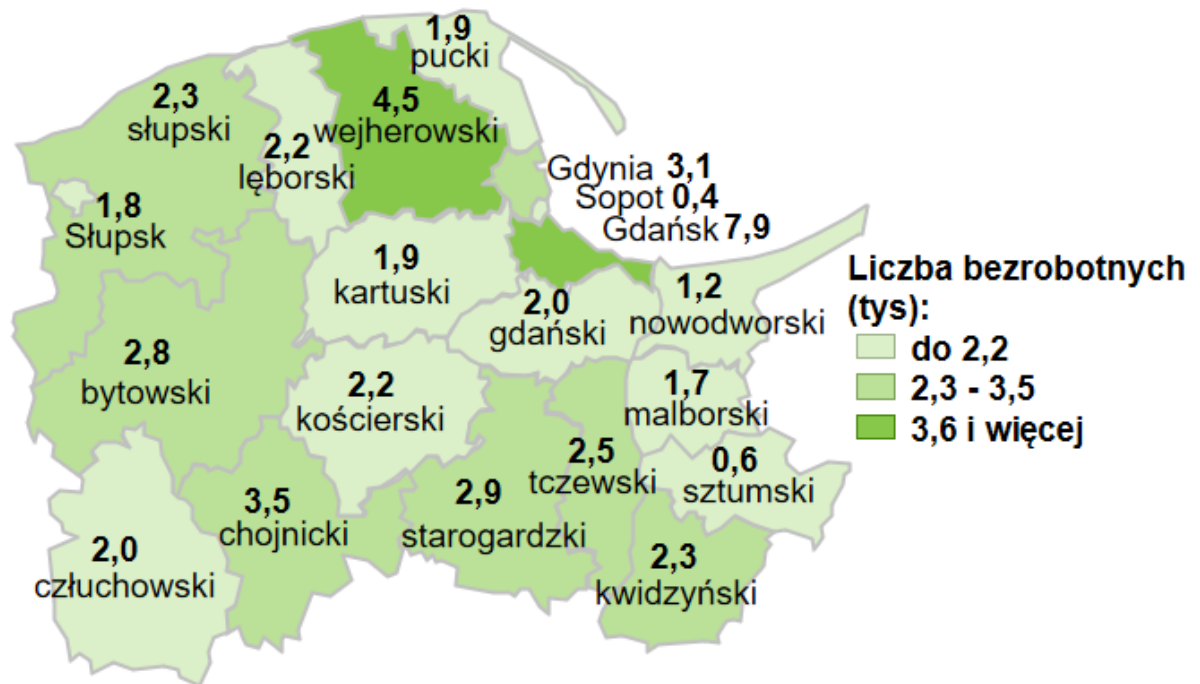 1,9
pucki
2,3
słupski
4,5
wejherowski
2,2
lęborski
Gdynia 3,1
Sopot 0,4
Gdańsk 7,9
1,8
Słupsk
1,9
kartuski
2,0
gdański
1,2
nowodworski
Liczba bezrobotnych
(tys):
do 2,2
2,3 - 3,5
3,6 i więcej
2,8
bytowski
2,2
kościerski
1,7
malborski
2,5
tczewski
0,6
sztumski
3,5
chojnicki
2,9
starogardzki
2,0
człuchowski
2,3
kwidzyński